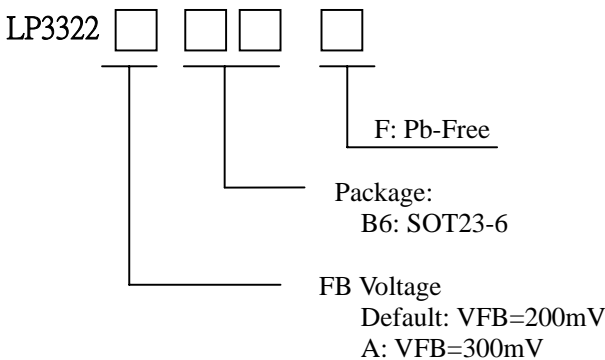 LP3322
F: Pb-Free
Package:
B6: SOT23-6
FB Voltage
Default: VFB=200mV
A: VFB=300mV